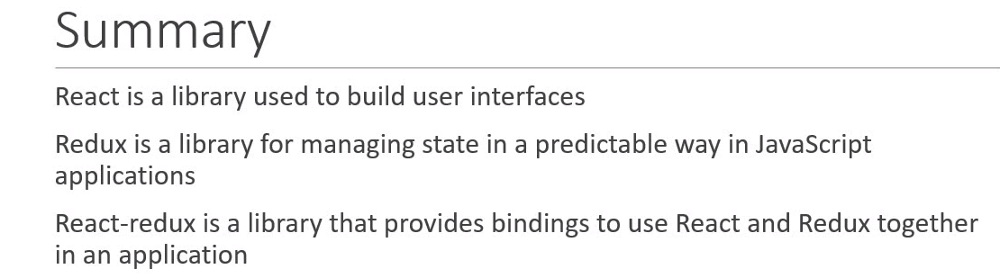 Summary
React is a library used to build user interfaces
Redux is a library for managing state in a predictable way in JavaScript
applications
React-redux is a library that provides bindings to use React and Redux together
in an application